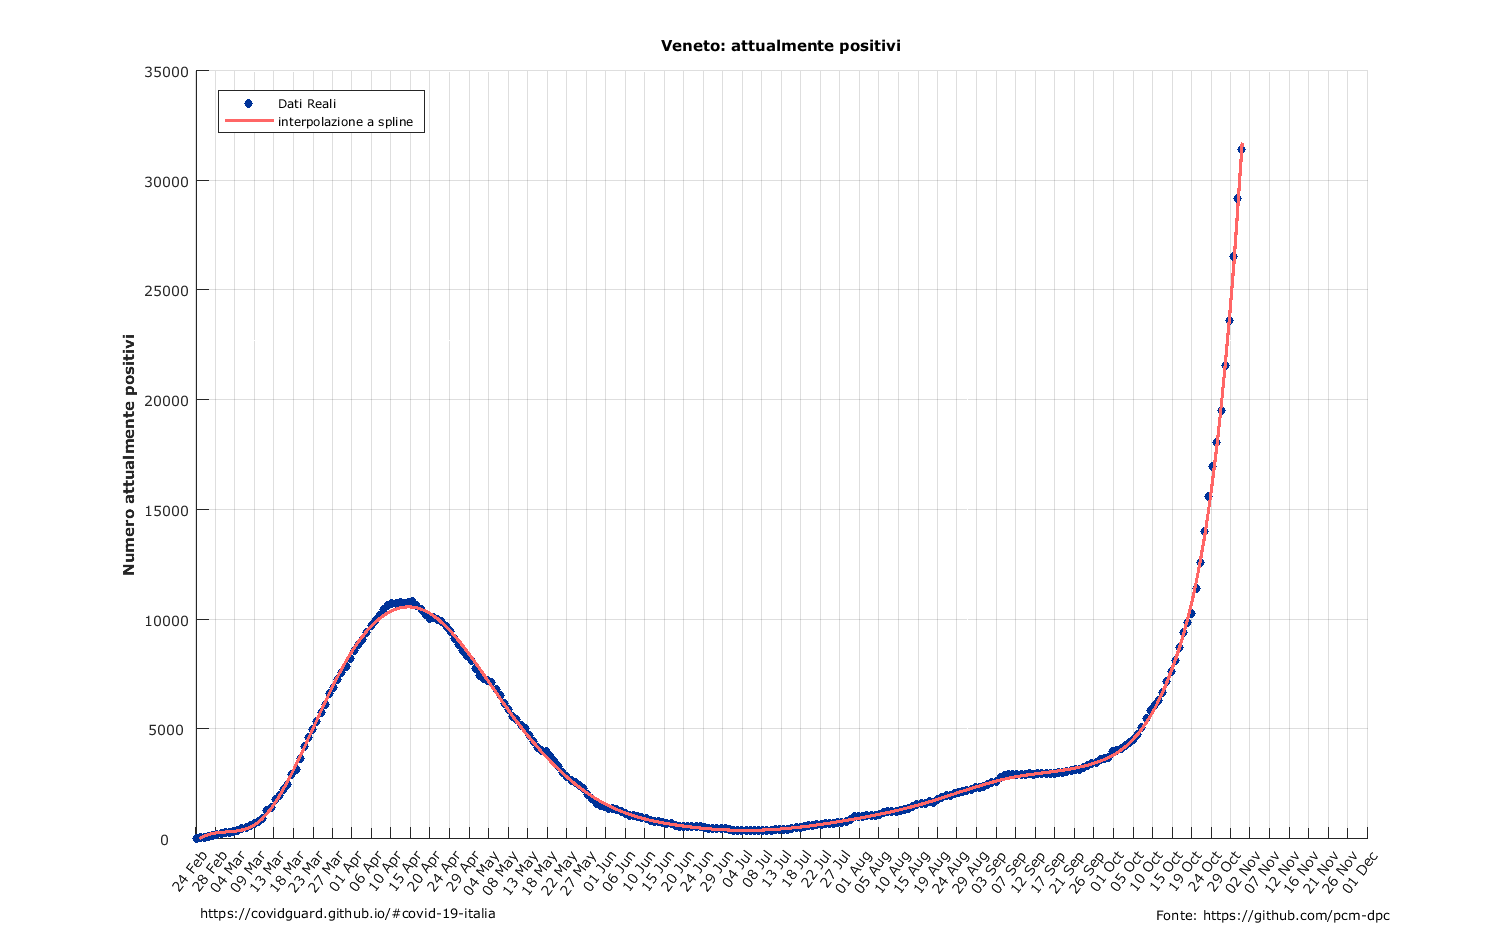 Veneto: attualmente positivi
Dati Reali
interpolazione a spline
Numero attualmente positivi
35000
30000
25000
20000
15000
10000
5000
0
24 Feb
28 Feb
04 Mar
09 Mar
13 Mar
18 Mar
23 Mar
27 Mar
01 Apr
06 Apr
10 Apr
15 Apr
20 Apr
24 Apr
29 Apr
04 May
08 May
13 May
18 May
22 May
27 May
01 Jun
06 Jun
10 Jun
15 Jun
20 Jun
24 Jun
29 Jun
04 Jul
08 Jul
13 Jul
18 Jul
22 Jul
27 Jul
01 Aug
05 Aug
10 Aug
15 Aug
19 Aug
24 Aug
29 Aug
03 Sep
07 Sep
12 Sep
17 Sep
21 Sep
26 Sep
01 Oct
05 Oct
10 Oct
15 Oct
19 Oct
24 Oct
29 Oct
02 Nov
07 Nov
12 Nov
16 Nov
21 Nov
26 Nov
01 Dec
https://covidguard.github.io/#covid-19-italia
Fonte: https://github.com/pcm-dpc